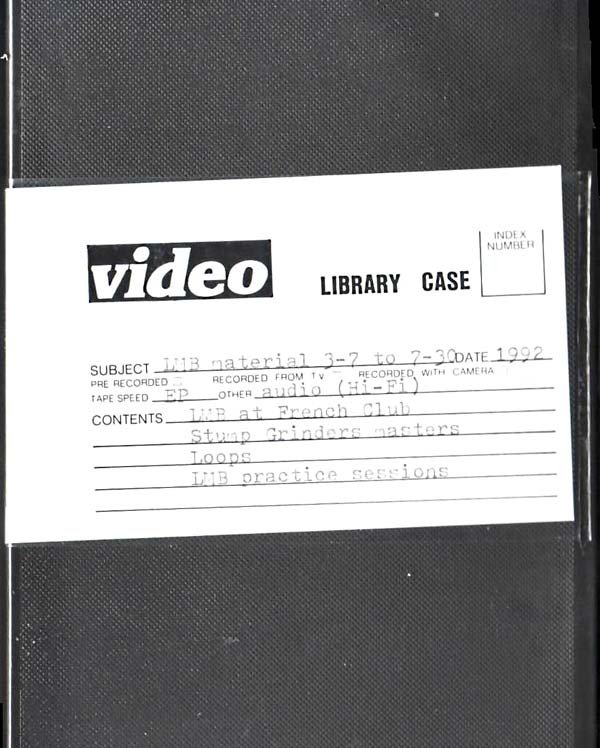 video
LIBRARY CASE
INDEX
NUMBER
SUBJECT LMB material 3-7 to 7-30 DATE 1992
PRE RECORDED RECORDED FROM TV RECORDED WITH CAMERA
TAPE SPEED EP OTHER audio (Hi-Fi)
CONTENTS LMB at French Club
Stump Grinders masters
Loops
LMB practice sessions